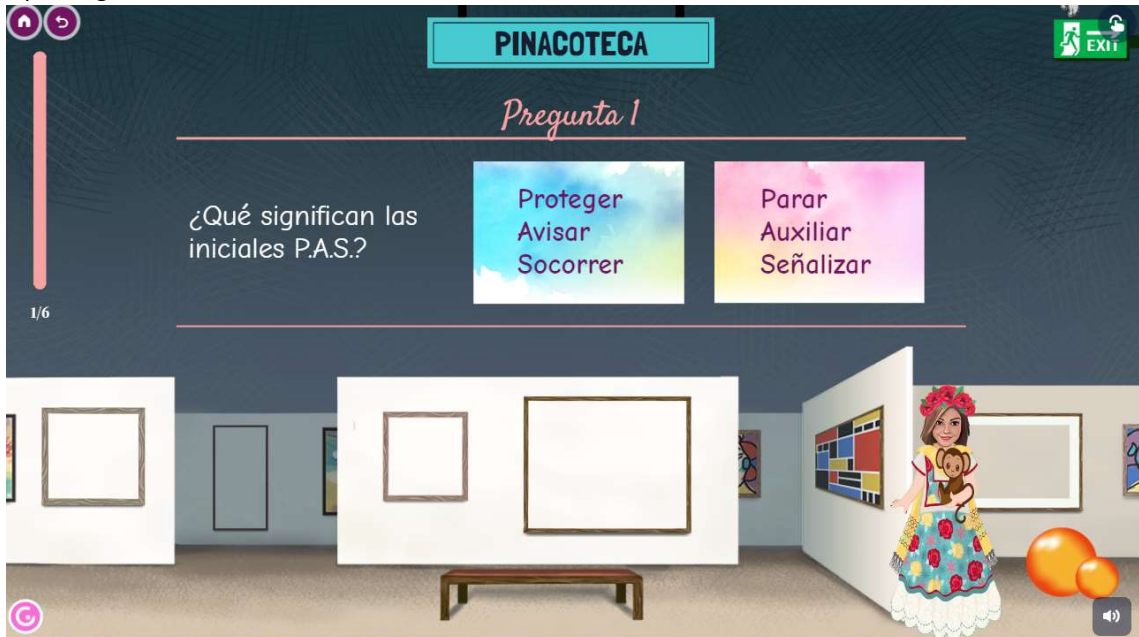 PINACOTECA
EXIT
Pregunta 1
¿Qué significan las
iniciales P.A.S.?
Proteger
Avisar
Socorrer
Parar
Auxiliar
Señalizar
1/6